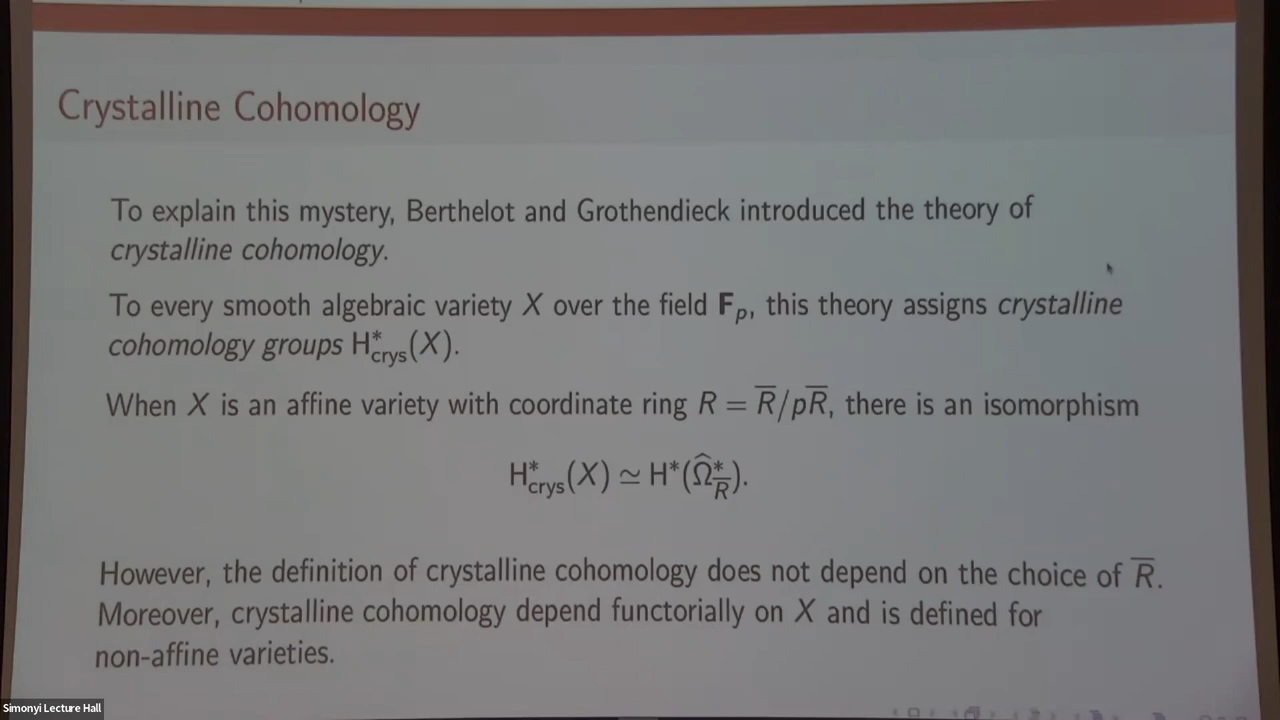 Crystalline Cohomology
To explain this mystery, Berthelot and Grothendieck introduced the theory of
crystalline cohomology.
To every smooth algebraic variety X over the field F_p, this theory assigns crystalline
cohomology groups H*_crys(X).
When X is an affine variety with coordinate ring R = R̅/pR̅, there is an isomorphism
H*_crys(X) ≃ H*(Ω̂*_R̅).
However, the definition of crystalline cohomology does not depend on the choice of R̅.
Moreover, crystalline cohomology depend functorially on X and is defined for
non-affine varieties.
Simonyi Lecture Hall